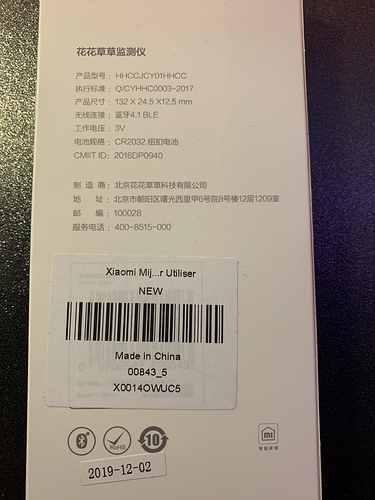 花花草草监测仪
产品型号： HHCCJCY01HHCC
执行标准： Q/CYHHC0003-2017
产品尺寸： 132 X 24.5 X12.5 mm
无线连接： 蓝牙4.1 BLE
工作电压： 3V
电池规格： CR2032 纽扣电池
CMIIT ID： 2016DP0940
制 造 商： 北京花花草草科技有限公司
地 址： 北京市朝阳区曙光西里甲6号院8号楼12层1209室
邮 编： 100028
服务电话： 400-8515-000
Xiaomi Mij...r Utiliser
NEW
Made in China
00843_5
X0014OWUC5
RoHS
10
智能家庭
2019-12-02